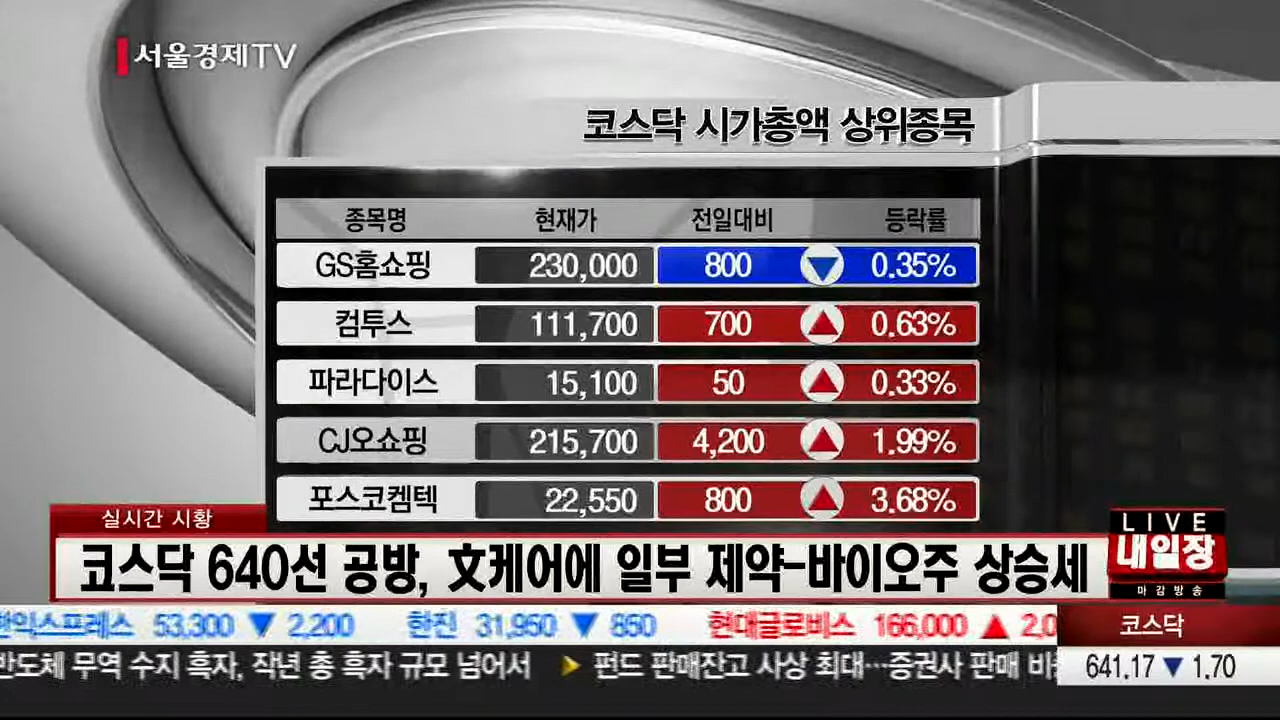 서울경제TV
코스닥 시가총액 상위종목
종목명 현재가 전일대비 등락률
GS홈쇼핑 230,000 800 ▼ 0.35%
컴투스 111,700 700 ▲ 0.63%
파라다이스 15,100 50 ▲ 0.33%
CJ오쇼핑 215,700 4,200 ▲ 1.99%
포스코켐텍 22,550 800 ▲ 3.68%
실시간 시황
코스닥 640선 공방, 文케어에 일부 제약-바이오주 상승세
LIVE
내일장
마감방송
한익스프레스 53,300 ▼ 2,200 한진 31,950 ▼ 850 현대글로비스 166,000 ▲
코스닥
반도체 무역 수지 흑자, 작년 총 흑자 규모 넘어서 ▶ 펀드 판매잔고 사상 최대…증권사 판매
641.17 ▼ 1.70